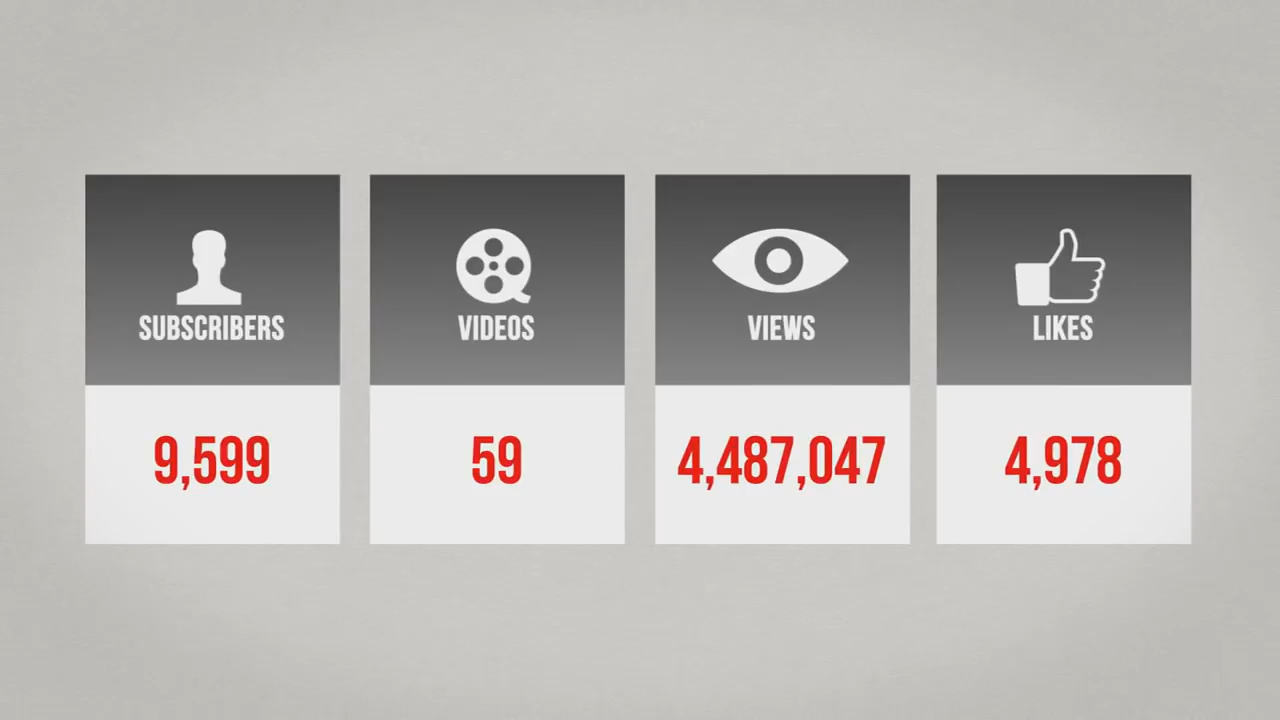 SUBSCRIBERS
VIDEOS
VIEWS
LIKES
9,599
59
4,487,047
4,978